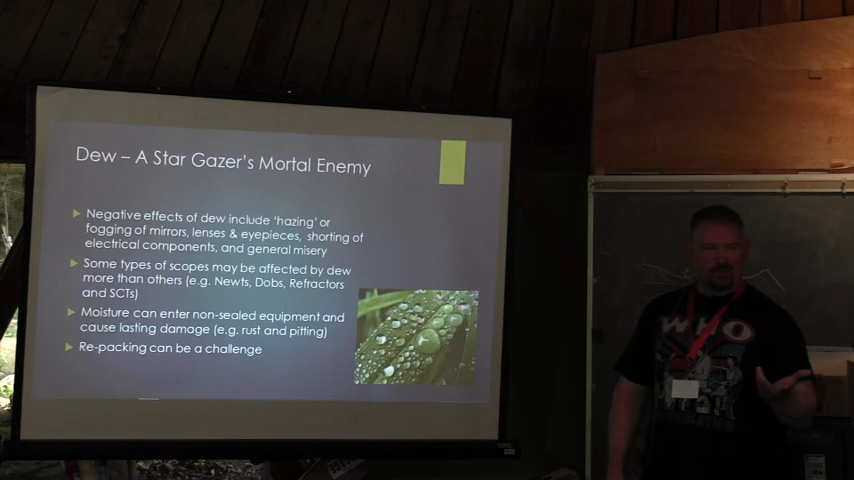 Dew – A Star Gazer's Mortal Enemy
Negative effects of dew include 'hazing' or
fogging of mirrors, lenses & eyepieces, shorting of
electrical components, and general misery
Some types of scopes may be affected by dew
more than others (e.g. Newts, Dobs, Refractors
and SCTs)
Moisture can enter non-sealed equipment and
cause lasting damage (e.g. rust and pitting)
Re-packing can be a challenge
WHO